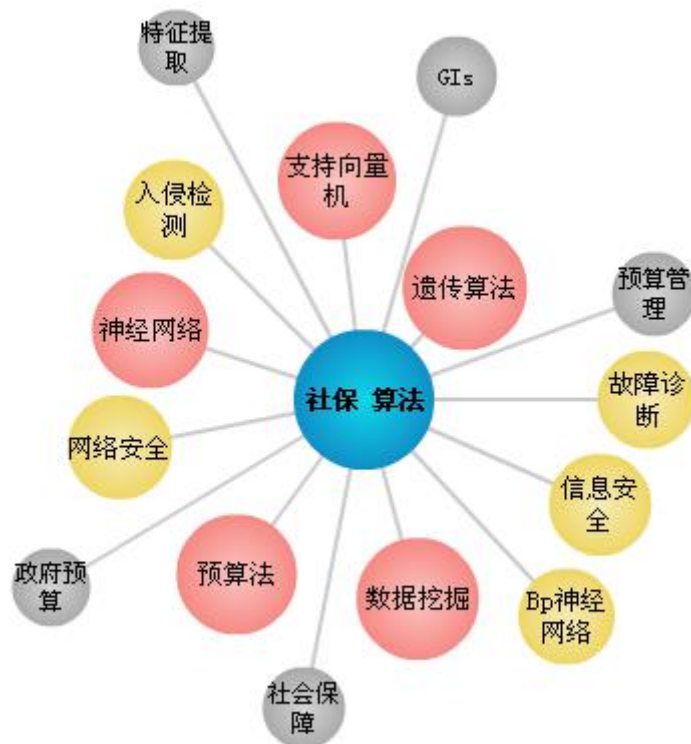 特征提
取
GIs
支持向量
机
入侵检
测
遗传算法
预算管
理
神经网络
社保 算法
故障诊
断
网络安全
信息安
全
政府预
算
预算法
数据挖掘
Bp神经
网络
社会保
障